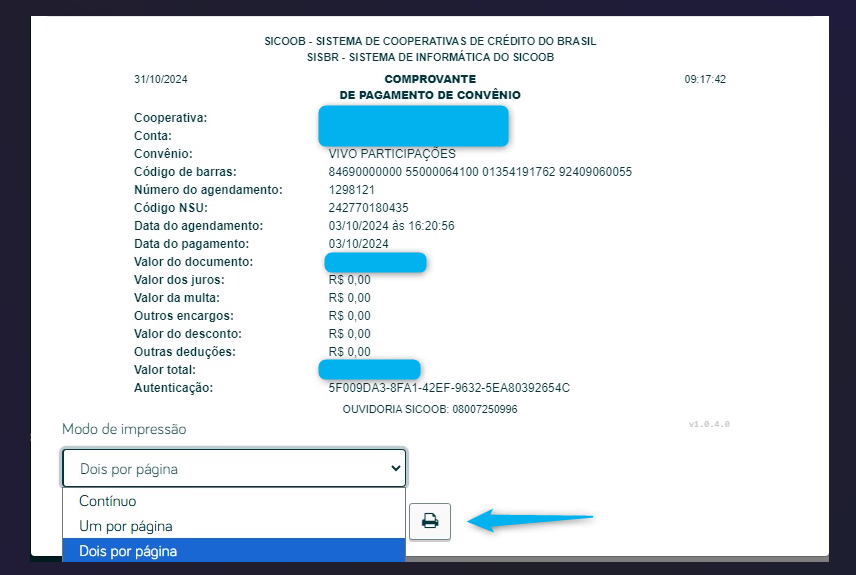 SICOOB - SISTEMA DE COOPERATIVAS DE CRÉDITO DO BRASIL
SISBR - SISTEMA DE INFORMÁTICA DO SICOOB
31/10/2024 COMPROVANTE 09:17:42
DE PAGAMENTO DE CONVÊNIO
Cooperativa:
Conta:
Convênio: VIVO PARTICIPAÇÕES
Código de barras: 84690000000 55000064100 01354191762 92409060055
Número do agendamento: 1298121
Código NSU: 242770180435
Data do agendamento: 03/10/2024 às 16:20:56
Data do pagamento: 03/10/2024
Valor do documento:
Valor dos juros: R$ 0,00
Valor da multa: R$ 0,00
Outros encargos: R$ 0,00
Valor do desconto: R$ 0,00
Outras deduções: R$ 0,00
Valor total:
Autenticação: 5F009DA3-8FA1-42EF-9632-5EA80392654C
OUVIDORIA SICOOB: 08007250996
v1.0.4.0
Modo de impressão
Dois por página
Contínuo
Um por página
Dois por página